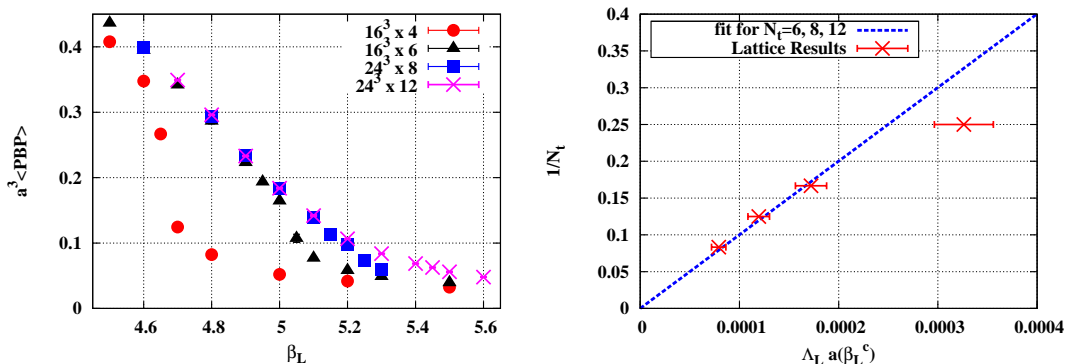 16³ x 4
16³ x 6
24³ x 8
24³ x 12
0.4
0.3
0.2
0.1
0
a³<PBP>
4.6 4.8 5 5.2 5.4 5.6
β_L
fit for N_t=6, 8, 12
Lattice Results
0.4
0.35
0.3
0.25
0.2
0.15
0.1
0.05
0
1/N_t
0 0.0001 0.0002 0.0003 0.0004
Λ_L a(β_L^c)